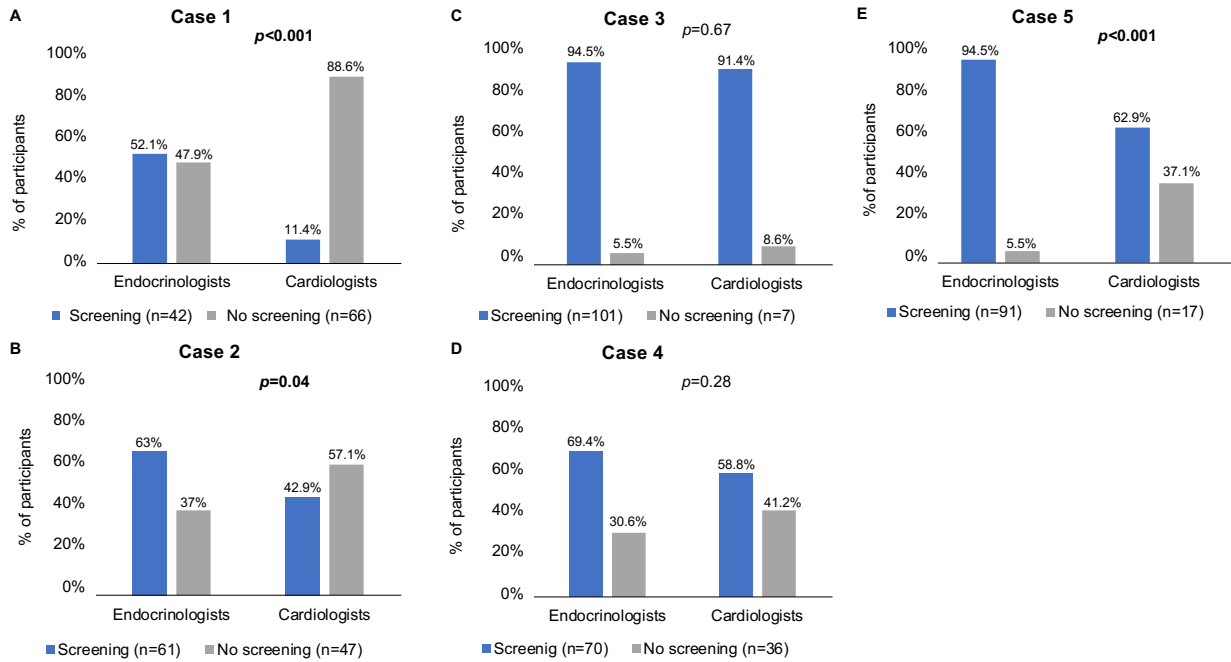 A
Case 1
p<0.001
% of participants
100%
80%
60%
40%
20%
0%
52.1%
47.9%
11.4%
88.6%
Endocrinologists
Cardiologists
Screening (n=42)
No screening (n=66)
B
Case 2
p=0.04
% of participants
100%
80%
60%
40%
20%
0%
63%
37%
42.9%
57.1%
Endocrinologists
Cardiologists
Screening (n=61)
No screening (n=47)
C
Case 3
p=0.67
% of participants
100%
80%
60%
40%
20%
0%
94.5%
5.5%
91.4%
8.6%
Endocrinologists
Cardiologists
Screening (n=101)
No screening (n=7)
D
Case 4
p=0.28
% of participants
100%
80%
60%
40%
20%
0%
69.4%
30.6%
58.8%
41.2%
Endocrinologists
Cardiologists
Screenig (n=70)
No screening (n=36)
E
Case 5
p<0.001
%of participants
100%
80%
60%
40%
20%
0%
94.5%
5.5%
62.9%
37.1%
Endocrinologists
Cardiologists
Screening (n=91)
No screening (n=17)